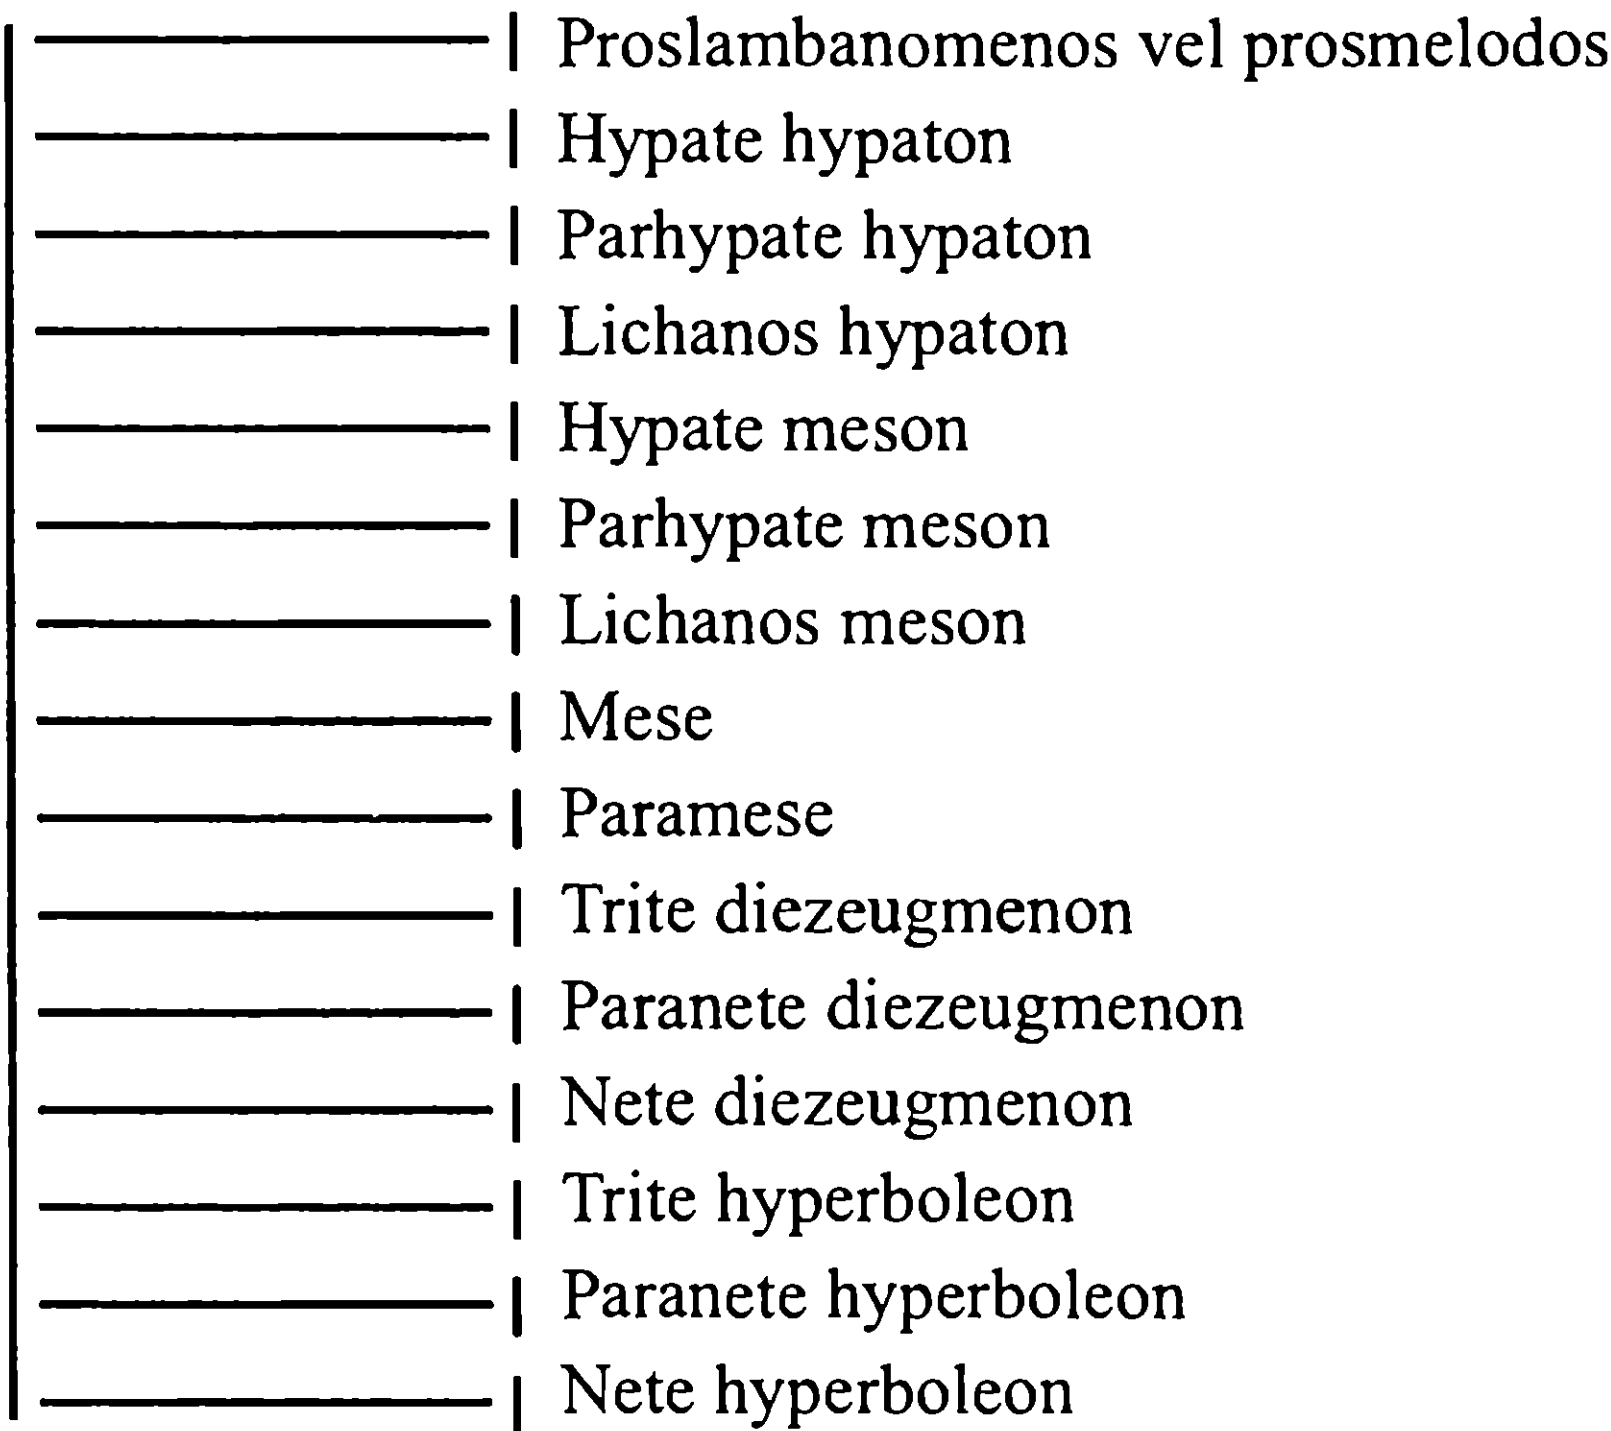 Proslambanomenos vel prosmelodos
Hypate hypaton
Parhypate hypaton
Lichanos hypaton
Hypate meson
Parhypate meson
Lichanos meson
Mese
Paramese
Trite diezeugmenon
Paranete diezeugmenon
Nete diezeugmenon
Trite hyperboleon
Paranete hyperboleon
Nete hyperboleon